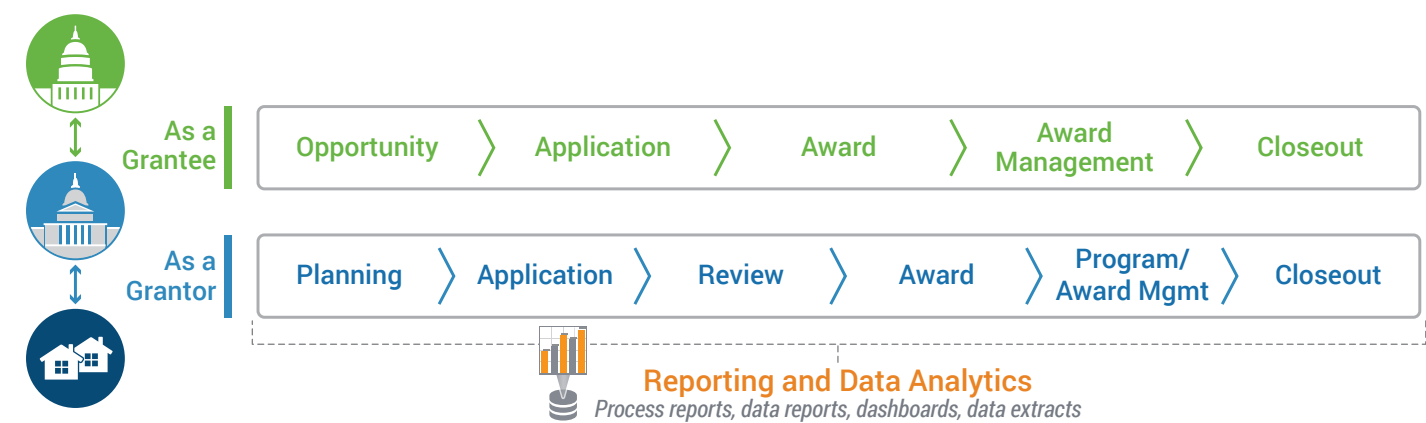 As a
Grantee
Opportunity
Application
Award
Award
Management
Closeout
As a
Grantor
Planning
Application
Review
Award
Program/
Award Mgmt
Closeout
Reporting and Data Analytics
Process reports, data reports, dashboards, data extracts